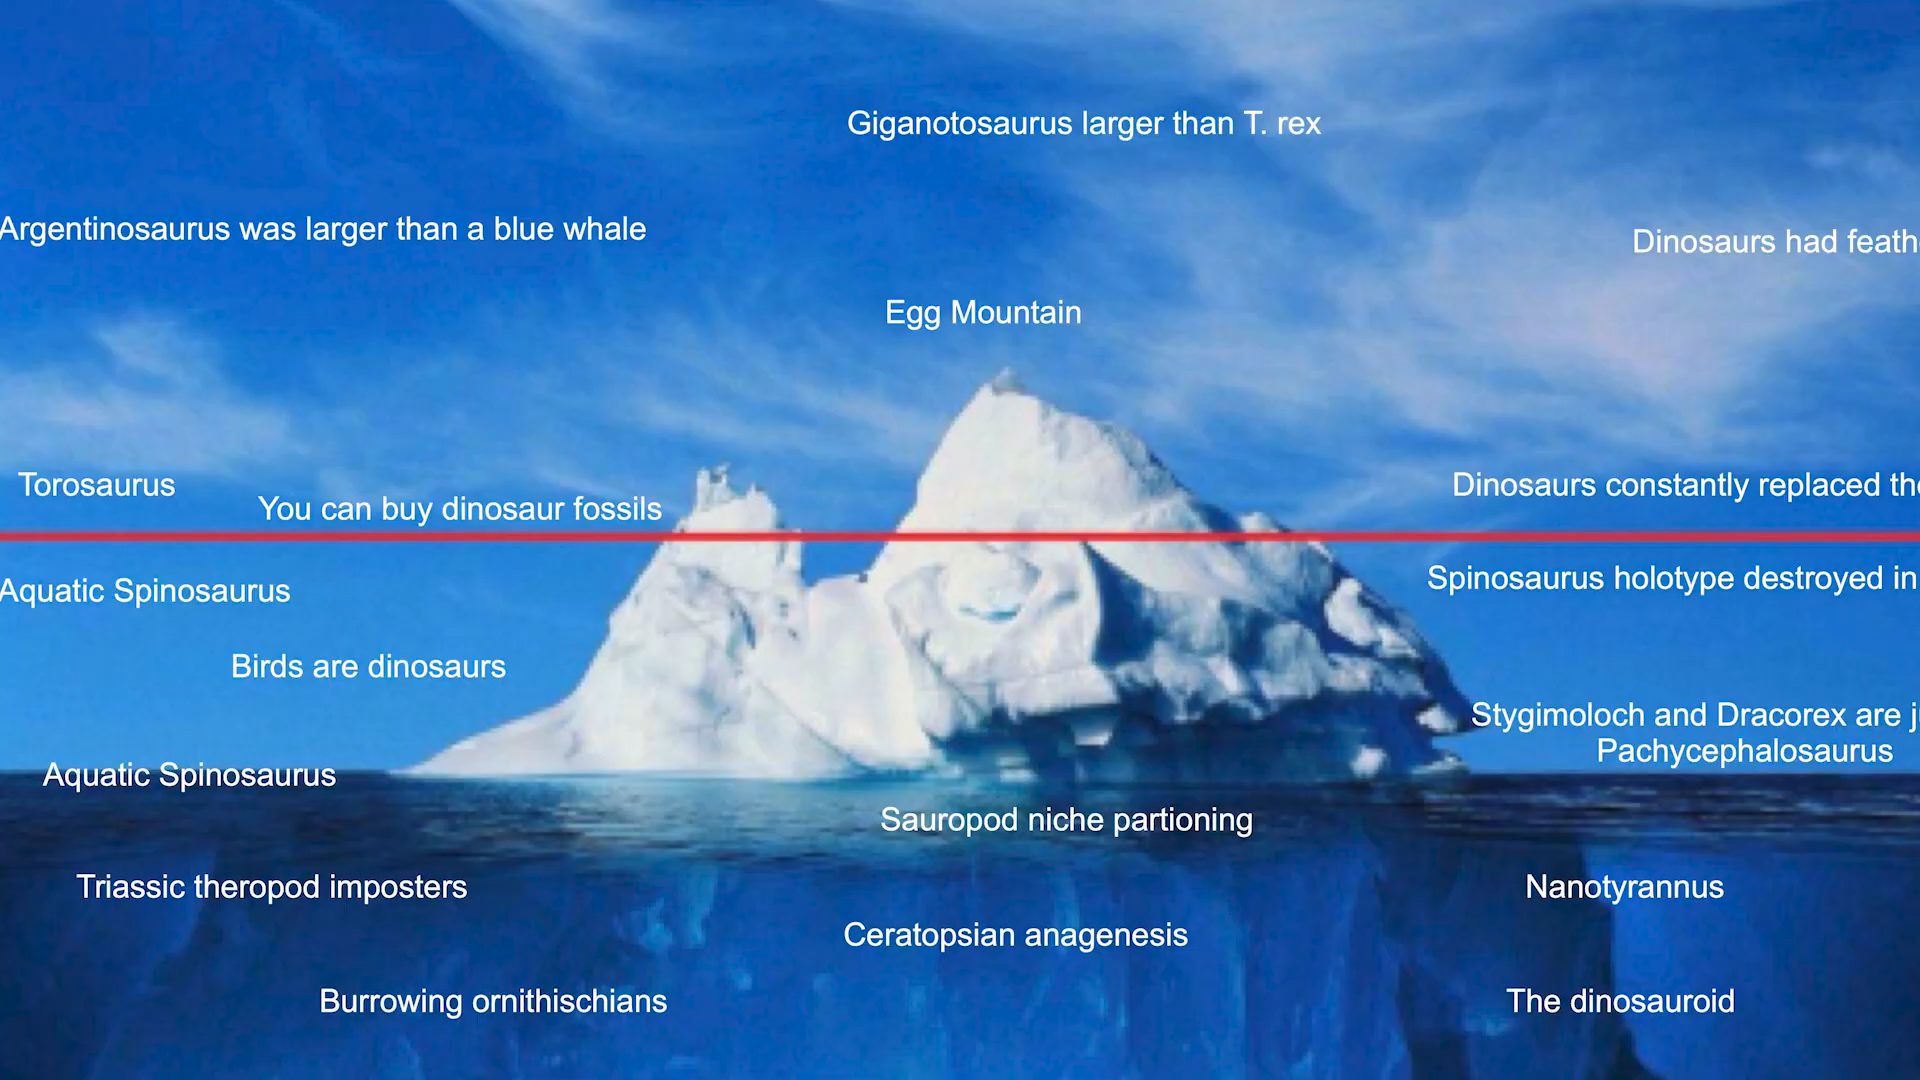 Giganotosaurus larger than T. rex
Argentinosaurus was larger than a blue whale
Dinosaurs had
Egg Mountain
Torosaurus
Dinosaurs constantly replaced
You can buy dinosaur fossils
Spinosaurus holotype destroyed in
Aquatic Spinosaurus
Birds are dinosaurs
Stygimoloch and Dracorex are
Pachycephalosaurus
Aquatic Spinosaurus
Sauropod niche partioning
Triassic theropod imposters
Nanotyrannus
Ceratopsian anagenesis
Burrowing ornithischians
The dinosauroid